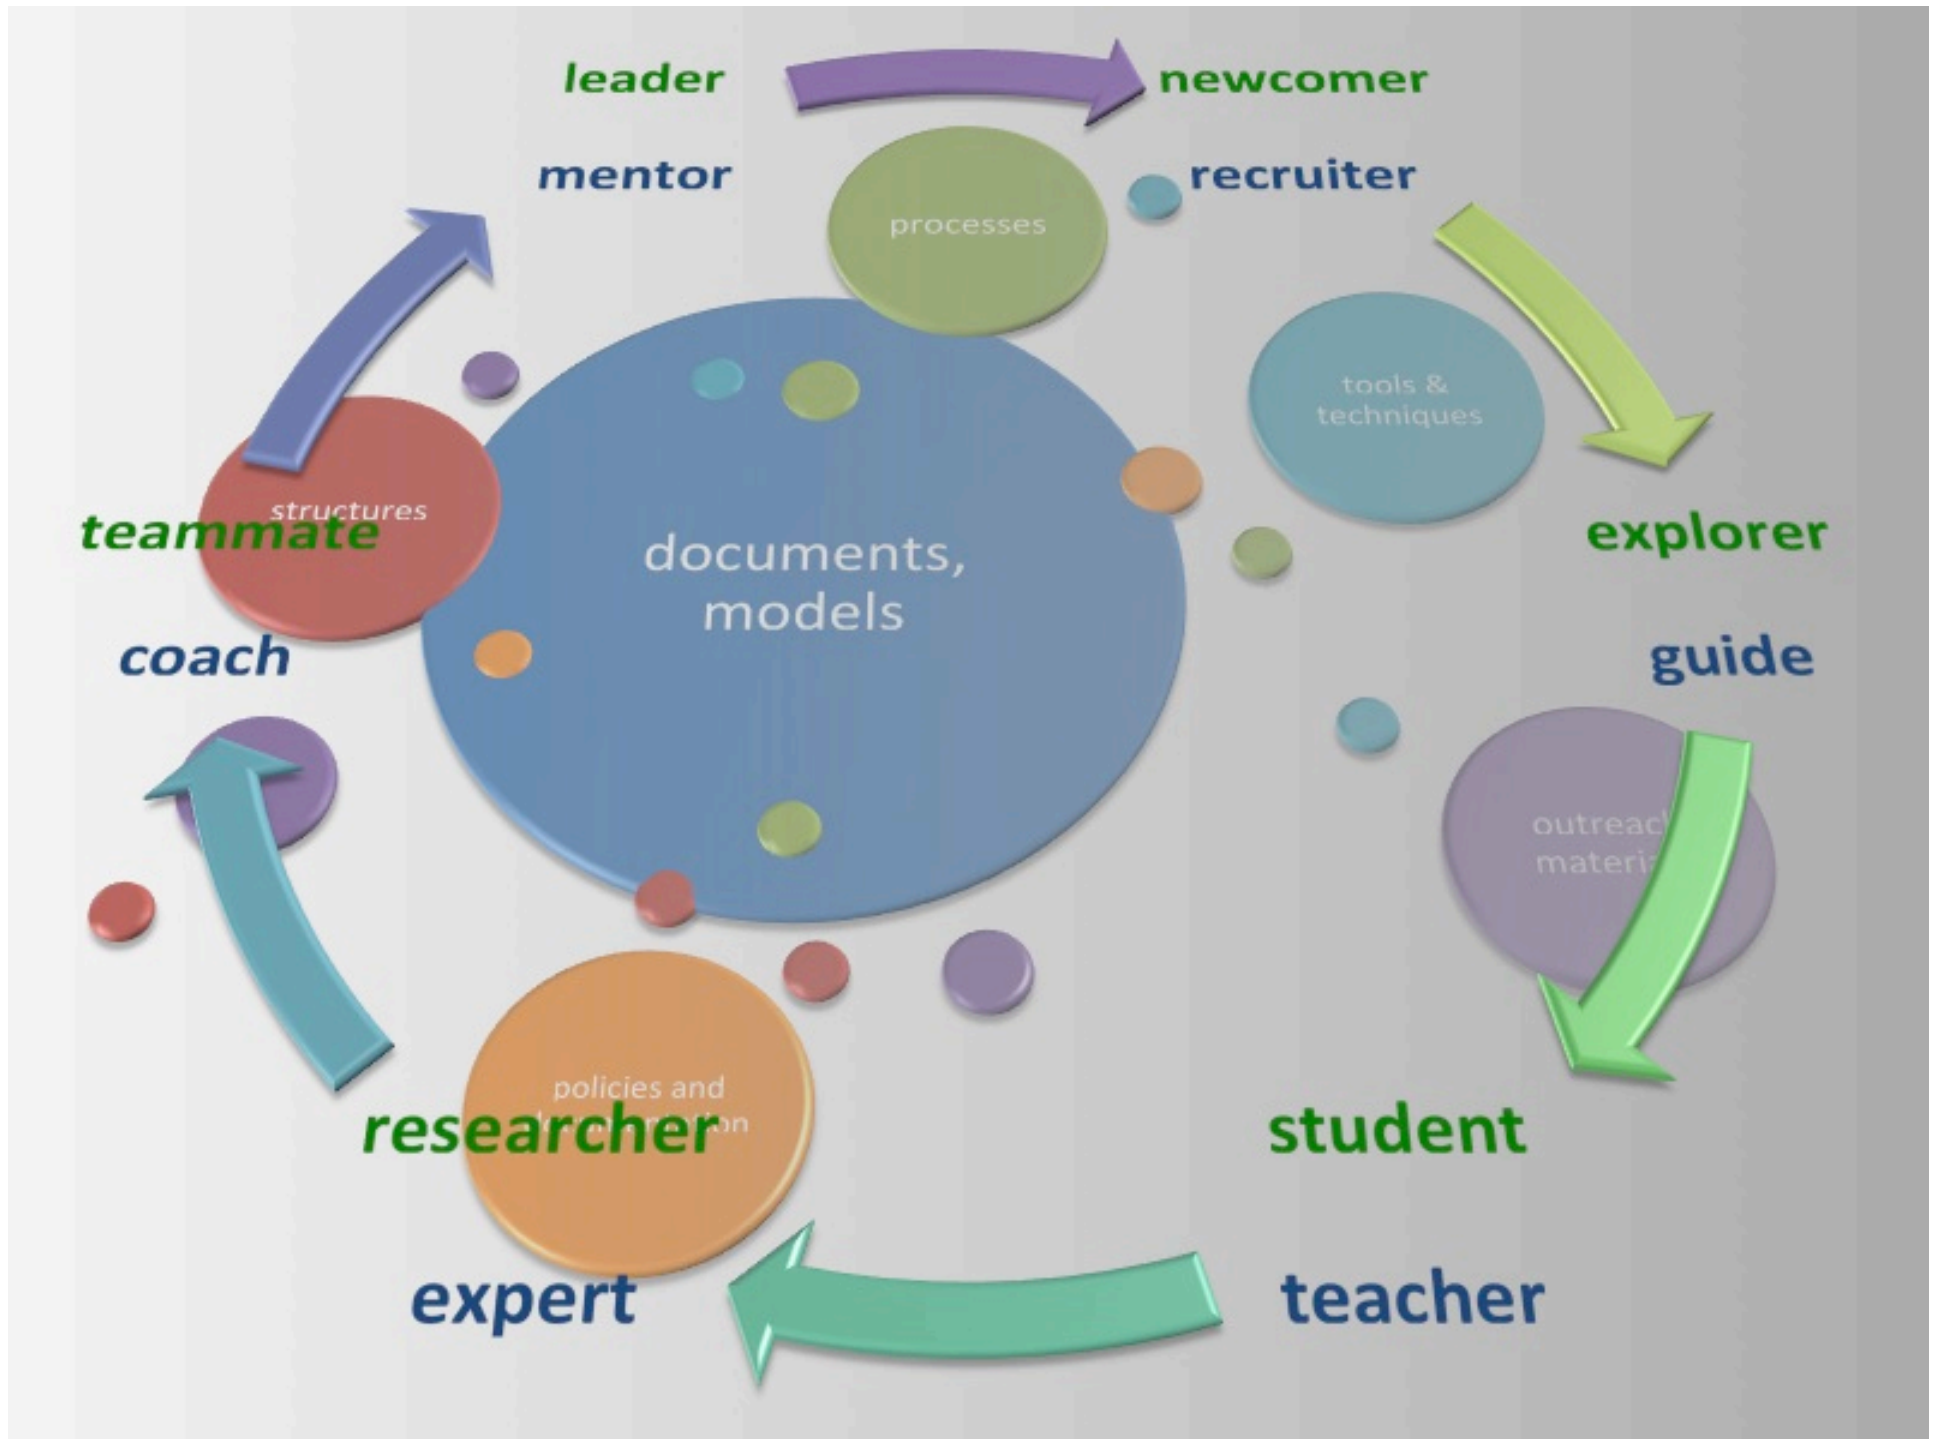 leader
newcomer
mentor
recruiter
processes
tools &
techniques
structures
teammate
explorer
documents,
models
coach
guide
outreach
policies and
researcher
student
expert
teacher